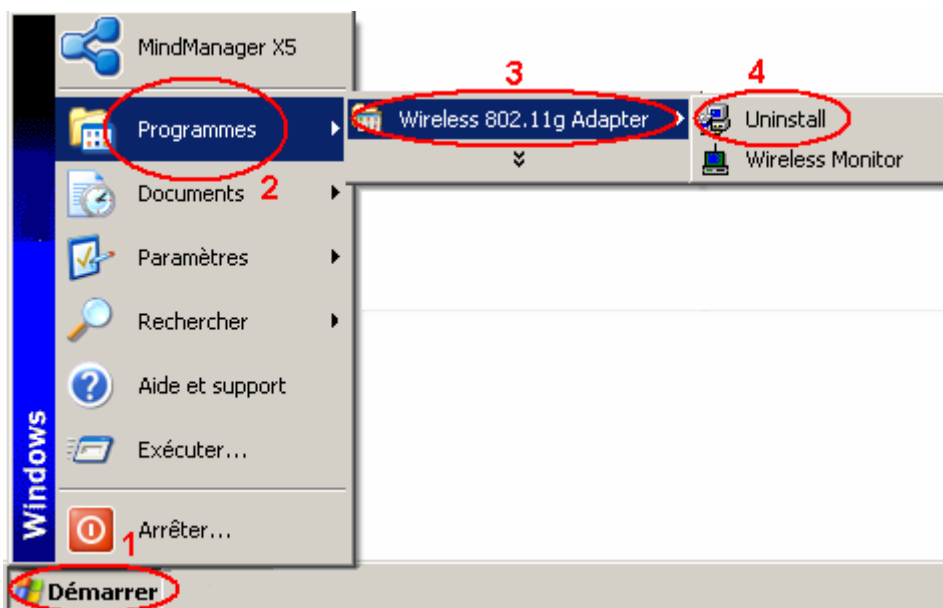 MindManager X5
3
4
Programmes
Wireless 802.11g Adapter
Uninstall
2
Wireless Monitor
Documents
Paramètres
Rechercher
Aide et support
Exécuter...
Arrêter...
1
Windows
Démarrer